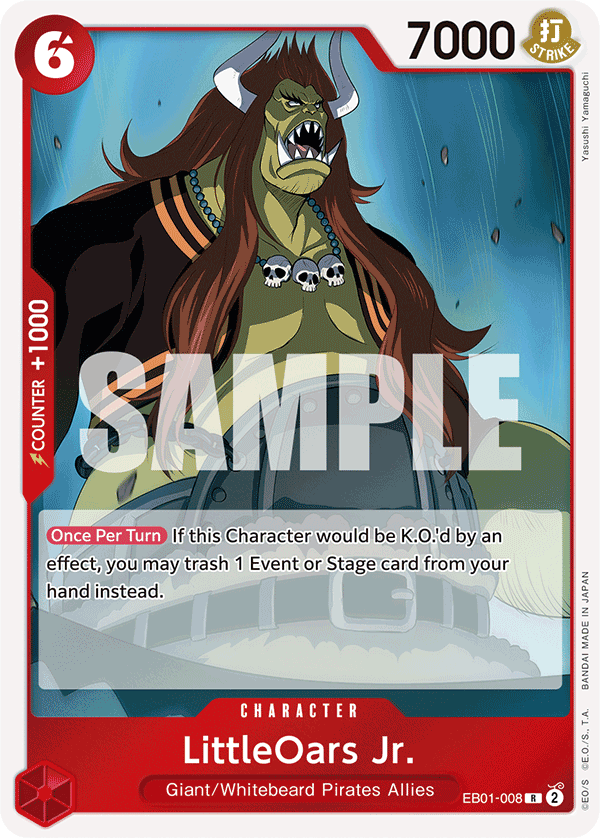 6
7000
打
STRIKE
Yasushi Yamaguchi
COUNTER +1000
SAMPLE
Once Per Turn If this Character would be K.O.'d by an
effect, you may trash 1 Event or Stage card from your
hand instead.
BANDAI MADE IN JAPAN
©E.O./S., T.A.
©EO/S
CHARACTER
LittleOars Jr.
Giant/Whitebeard Pirates Allies
EB01-008 R 2